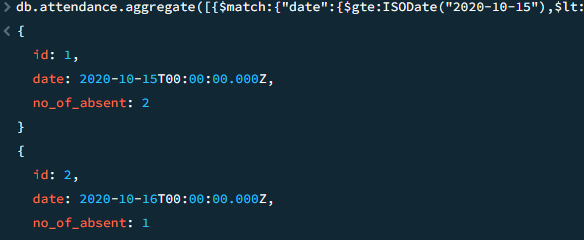 > db.attendance.aggregate([{$match:{"date":{$gte:ISODate("2020-10-15"),$lt:
< {
id: 1,
date: 2020-10-15T00:00:00.000Z,
no_of_absent: 2
}
{
id: 2,
date: 2020-10-16T00:00:00.000Z,
no_of_absent: 1